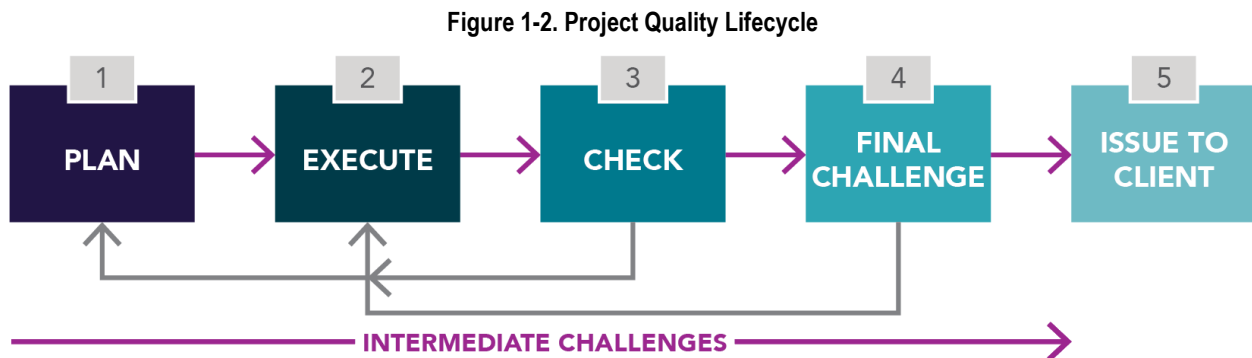 Figure 1-2. Project Quality Lifecycle
1
2
3
4
5
PLAN
EXECUTE
CHECK
FINAL
CHALLENGE
ISSUE TO
CLIENT
INTERMEDIATE CHALLENGES